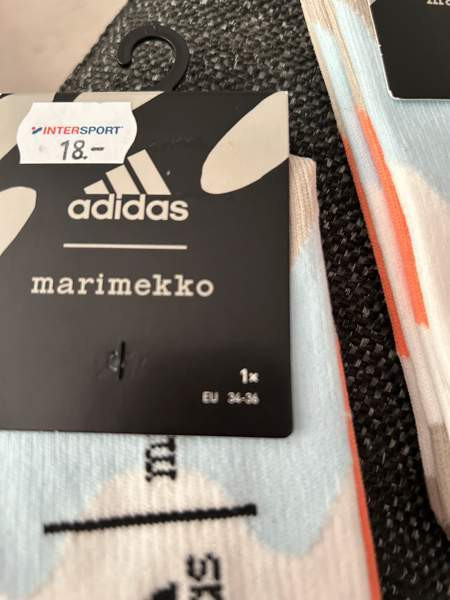 INTERSPORT
18.-
adidas
marimekko
1x
EU 34-36